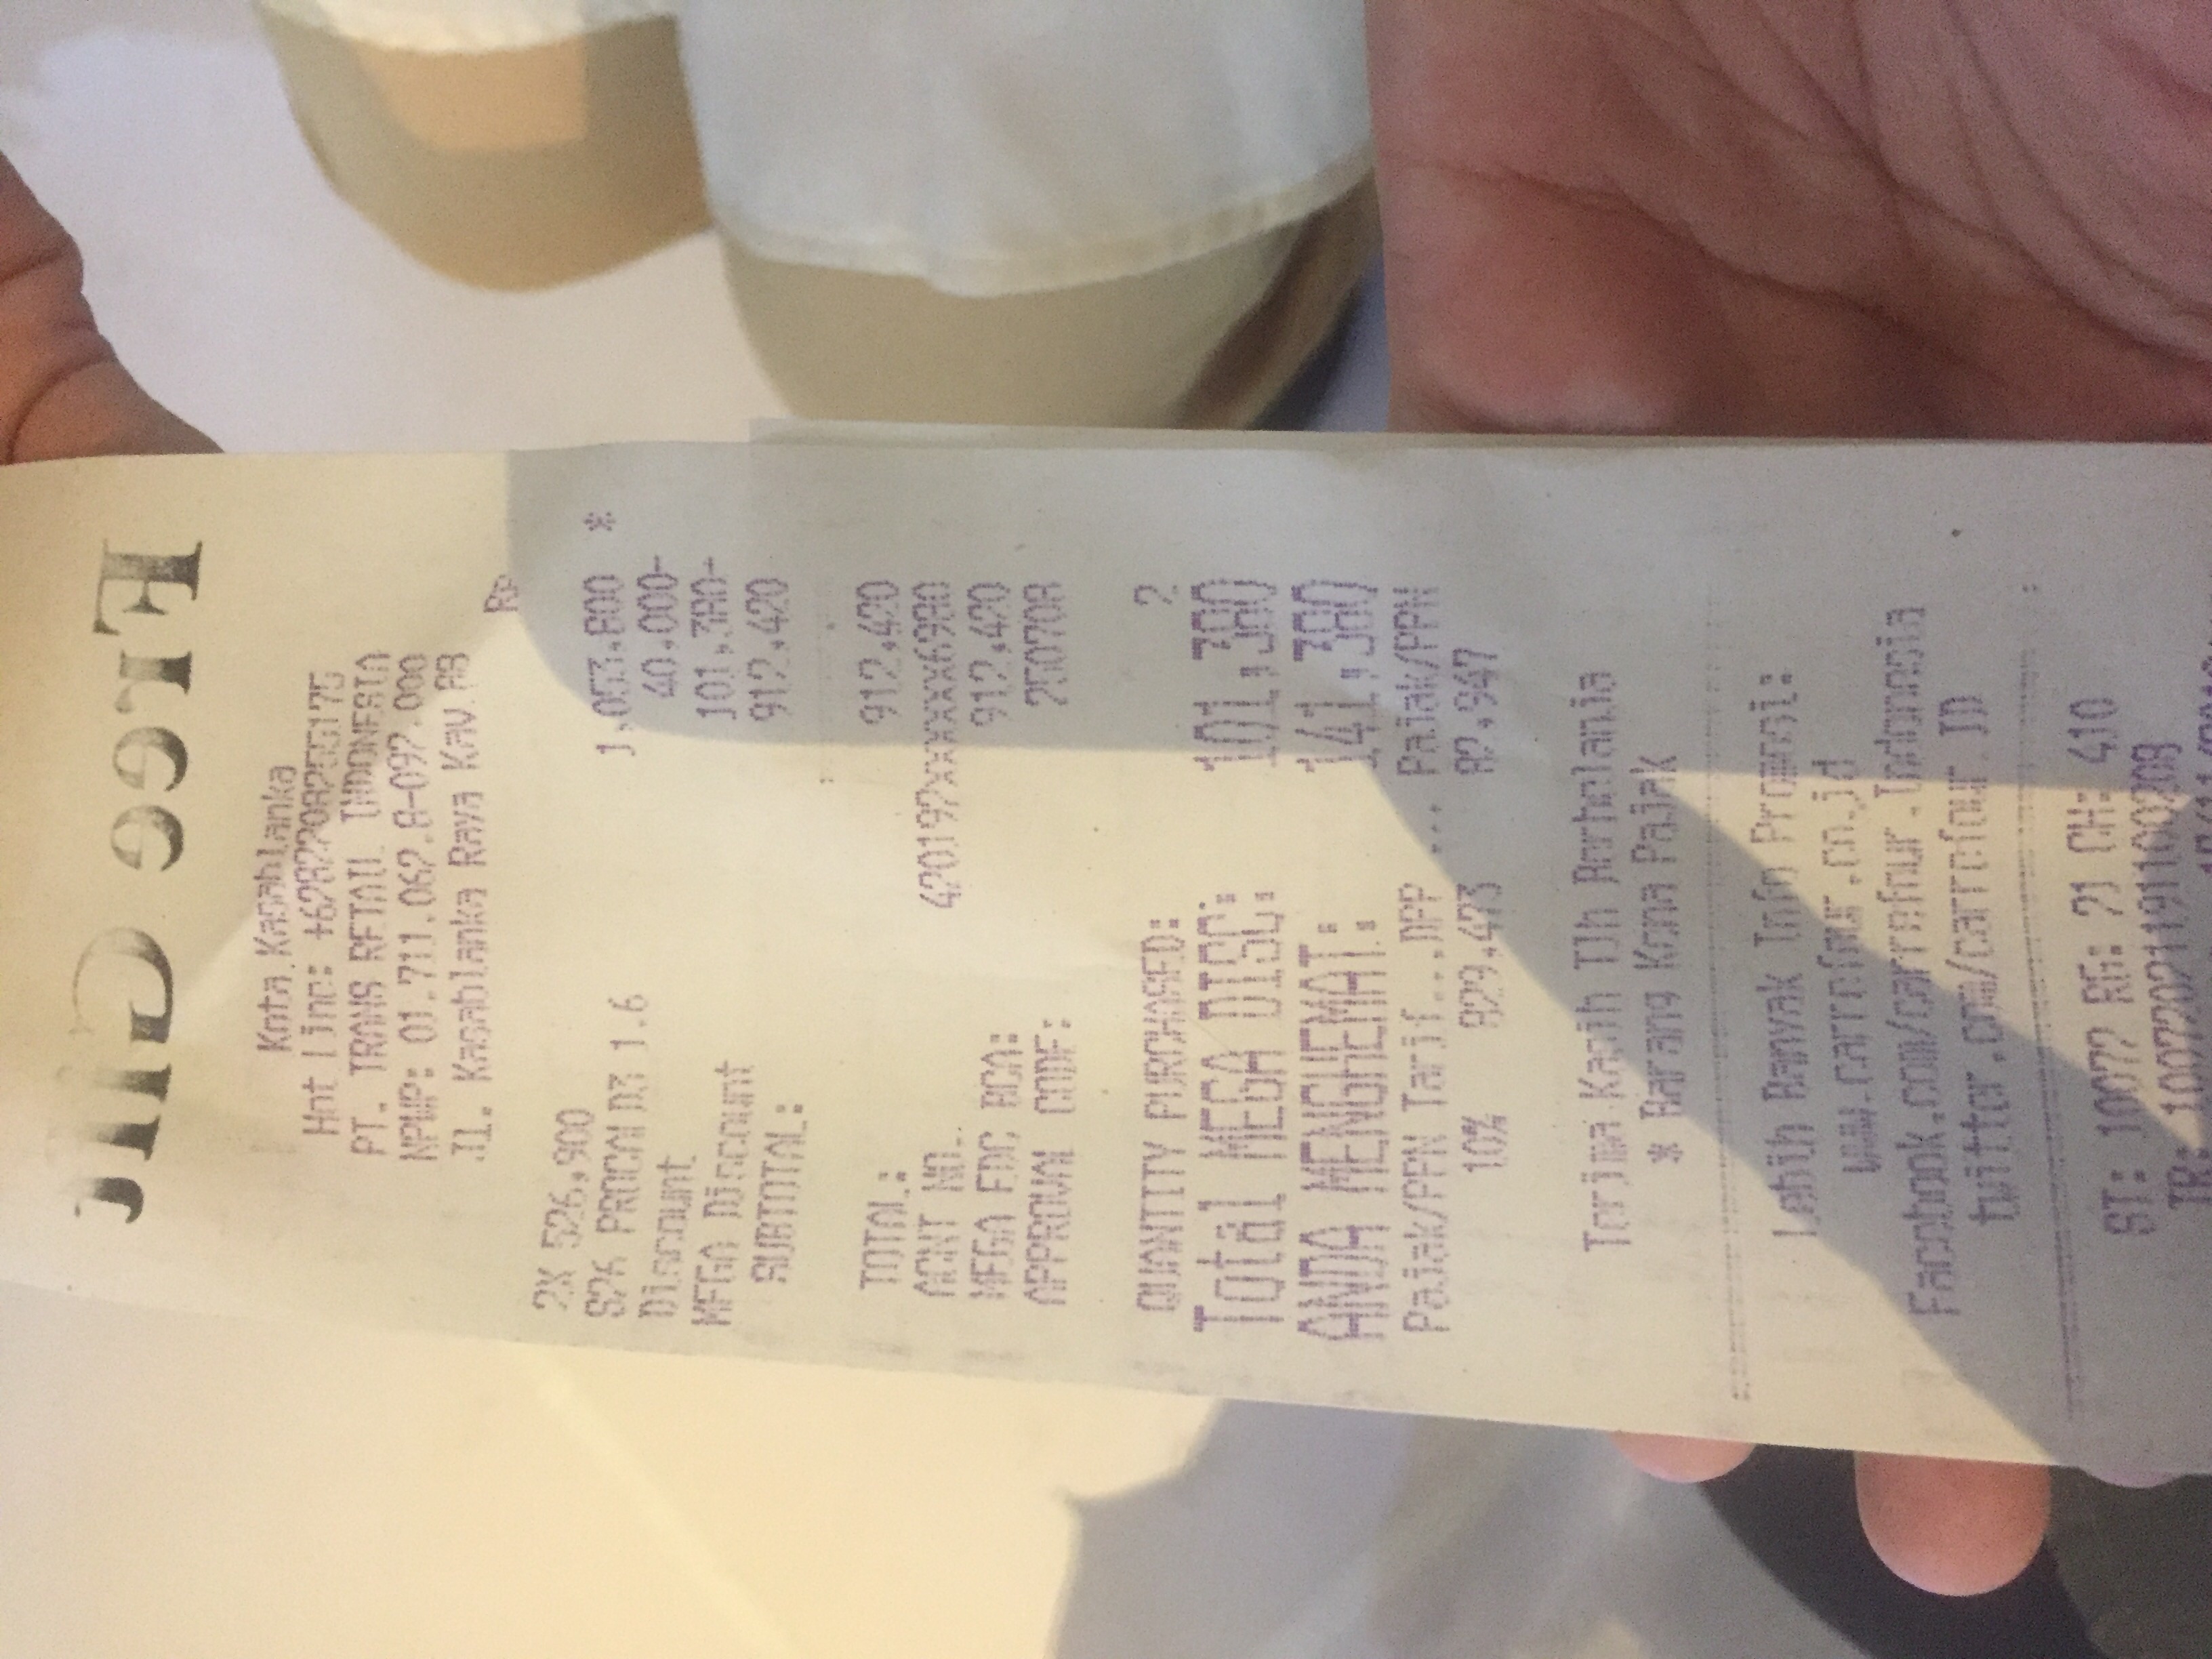 Free Gift
Kota Kasablanka
Hot Line: +6287708255175
PT. TRANS RETAIL INDONESIA
NPWP: 01.711.062.8-092.000
Jl. Kasablanka Raya Kav.88
RP
2X 526,900
S26 PROCALD3 1.6 1,053,800 *
Discount 40,000-
MEGA Discount 101,380-
SUBTOTAL: 912,420
TOTAL: 912,420
ACNT NO. 420192xxxxxx6980
MEGA EDC BCA: 912,420
APPROVAL CODE: 250708
QUANTITY PURCHASED: 2
Total MEGA DISC: 101,380
ANDA MENGHEMAT: 141,380
Pajak/PPN Tarif...DPP ... Pajak/PPN
10% 829,473 82,947
Terima Kasih Tlh Berbelanja
* Barang Kena Pajak
Lebih Banyak Info Promosi:
www.carrefour.co.id
Facebook.com/carrefour.Indonesia
twitter.com/carrefour ID
ST: 10072 RG: 21 CH: 410
TR: 10072021191100208